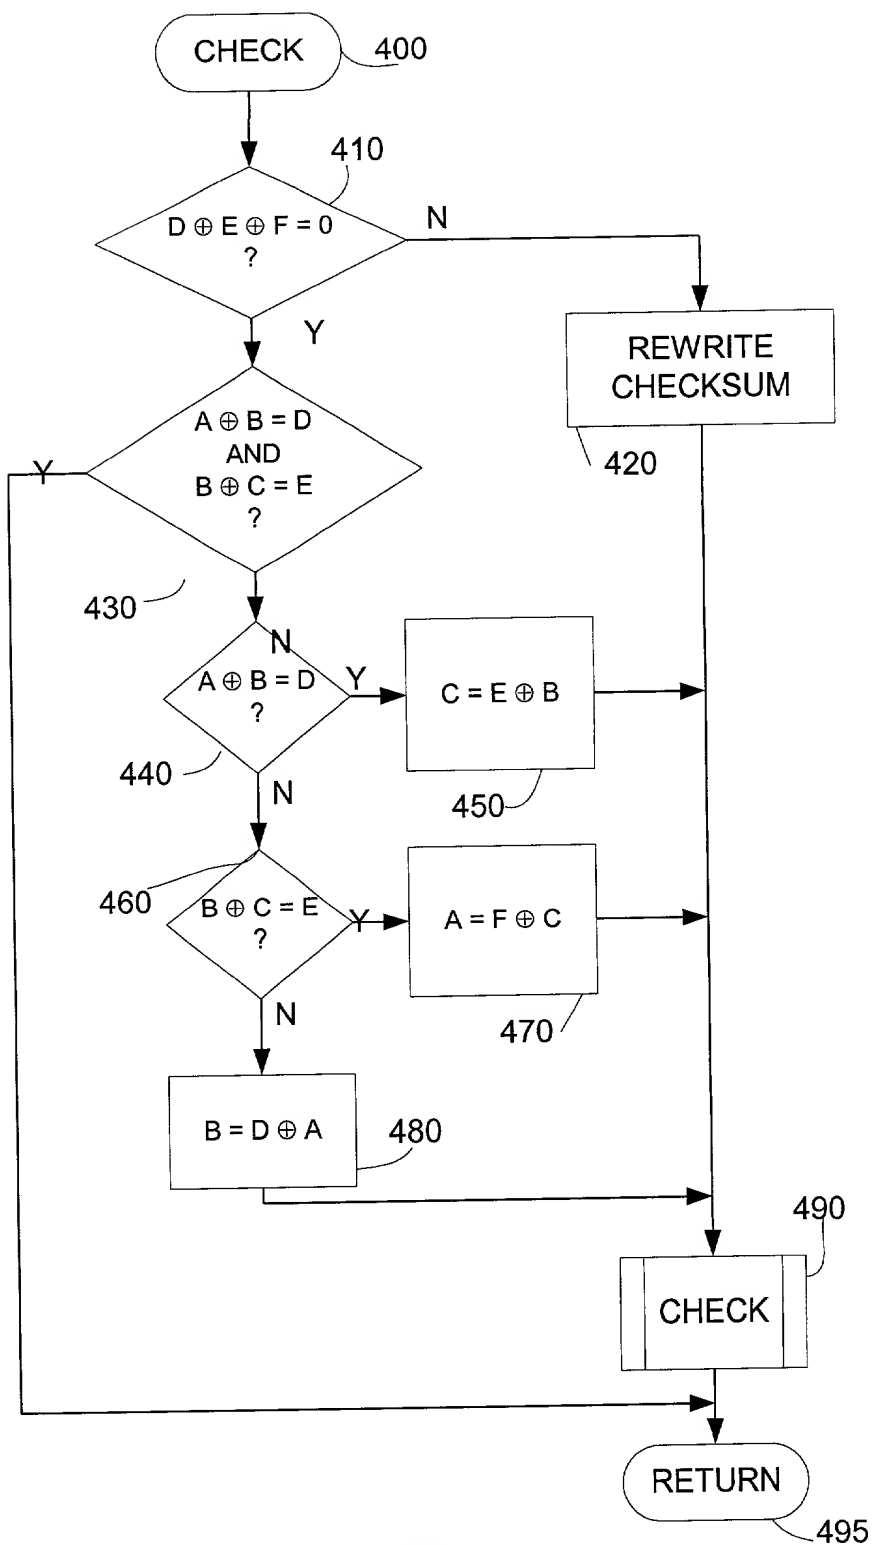 CHECK
400
410
D ⊕ E ⊕ F = 0
?
N
Y
REWRITE
CHECKSUM
420
A ⊕ B = D
AND
B ⊕ C = E
?
Y
430
N
A ⊕ B = D
?
Y
C = E ⊕ B
440
450
N
460
B ⊕ C = E
?
Y
A = F ⊕ C
470
N
B = D ⊕ A
480
490
CHECK
RETURN
495